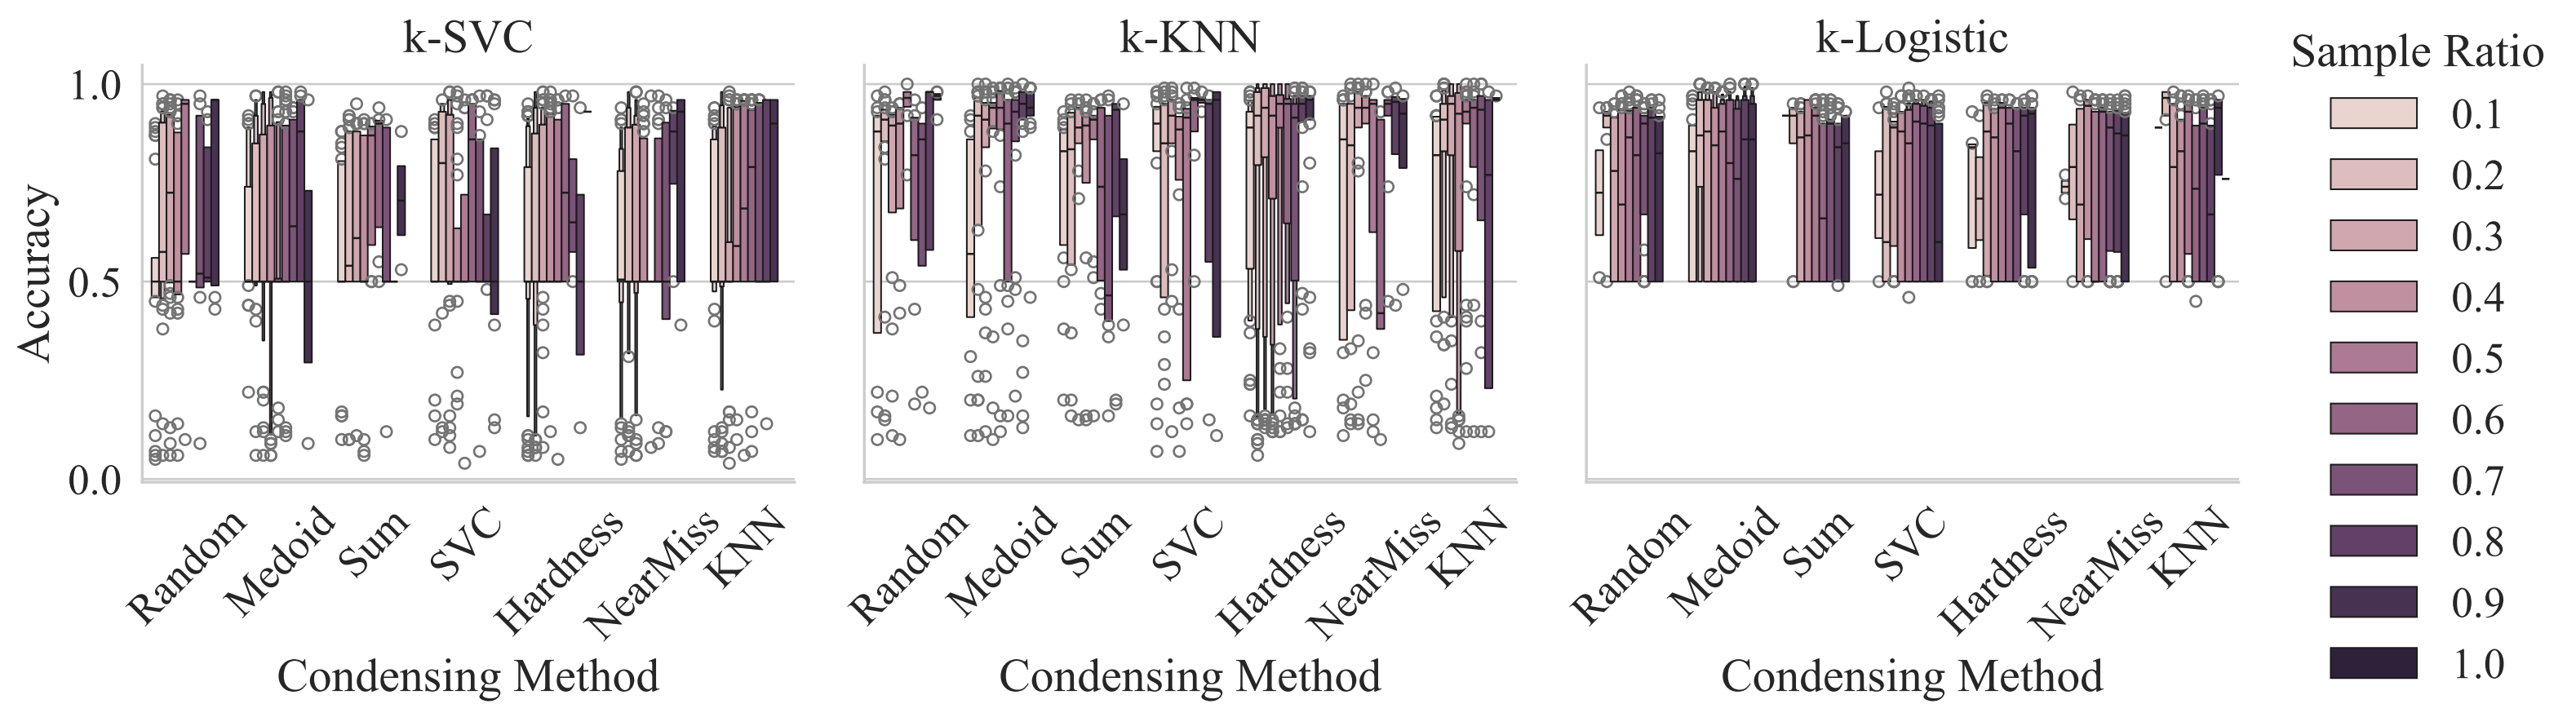 k-SVC
k-KNN
k-Logistic
Accuracy
1.0
0.5
0.0
Random
Medoid
Sum
SVC
Hardness
NearMiss
KNN
Condensing Method
Random
Medoid
Sum
SVC
Hardness
NearMiss
KNN
Condensing Method
Random
Medoid
Sum
SVC
Hardness
NearMiss
KNN
Condensing Method
Sample Ratio
0.1
0.2
0.3
0.4
0.5
0.6
0.7
0.8
0.9
1.0